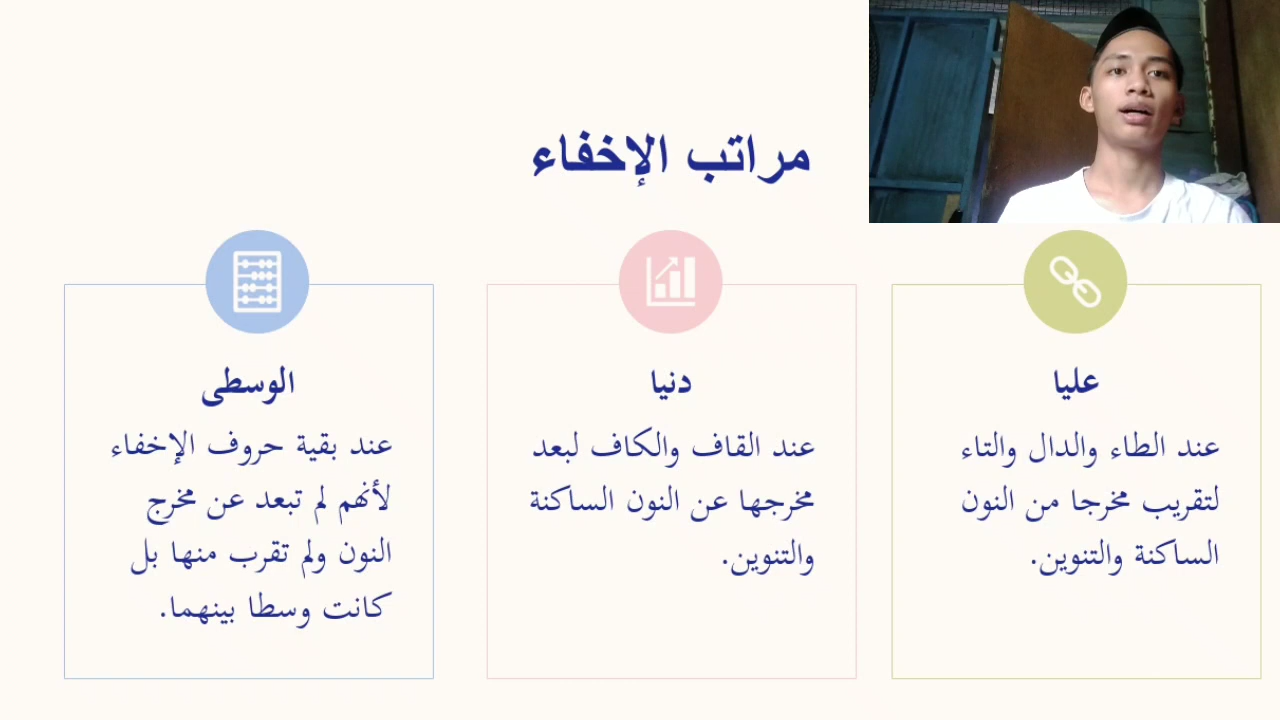 مراتب الإخفاء
عليا
عند الطاء والدال والتاء
لتقريب مخرجا من النون
الساكنة والتنوين.
دنيا
عند القاف والكاف لبعد
مخرجها عن النون الساكنة
والتنوين.
الوسطى
عند بقية حروف الإخفاء
لأنهم لم تبعد عن مخرج
النون ولم تقرب منها بل
كانت وسطا بينهما.